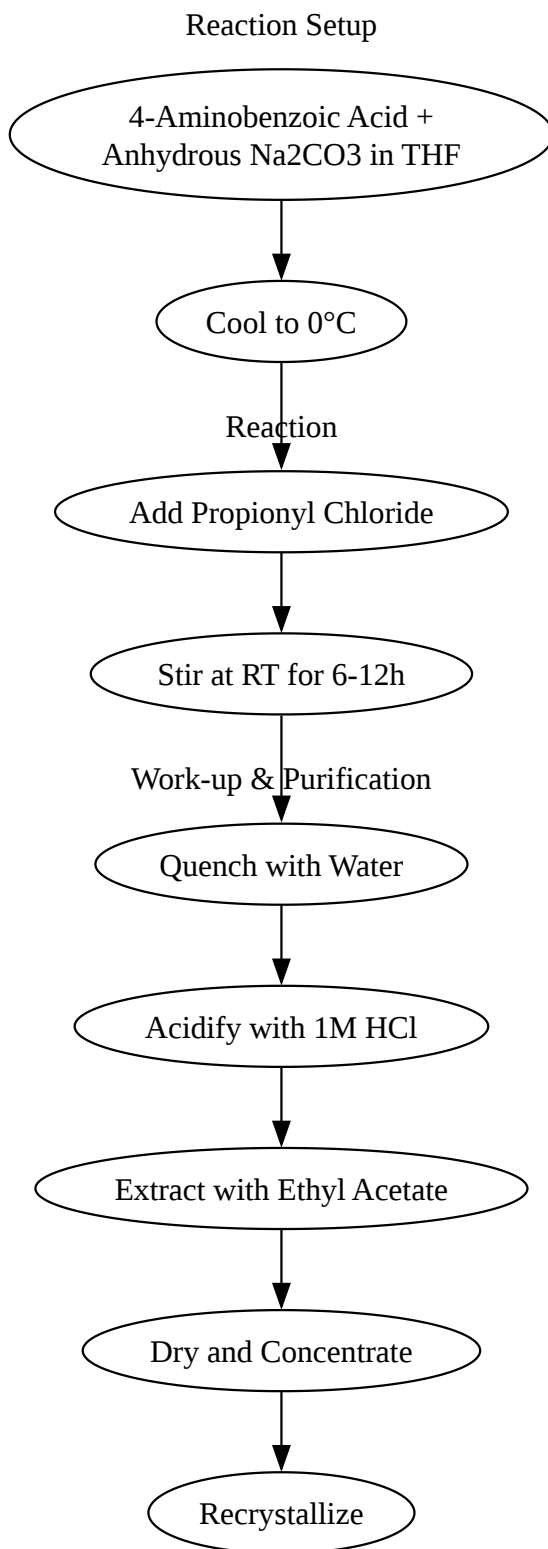 Reaction Setup
4-Aminobenzoic Acid +
Anhydrous Na2CO3 in THF
Cool to 0°C
Reaction
Add Propionyl Chloride
Stir at RT for 6-12h
Work-up & Purification
Quench with Water
Acidify with 1M HCl
Extract with Ethyl Acetate
Dry and Concentrate
Recrystallize